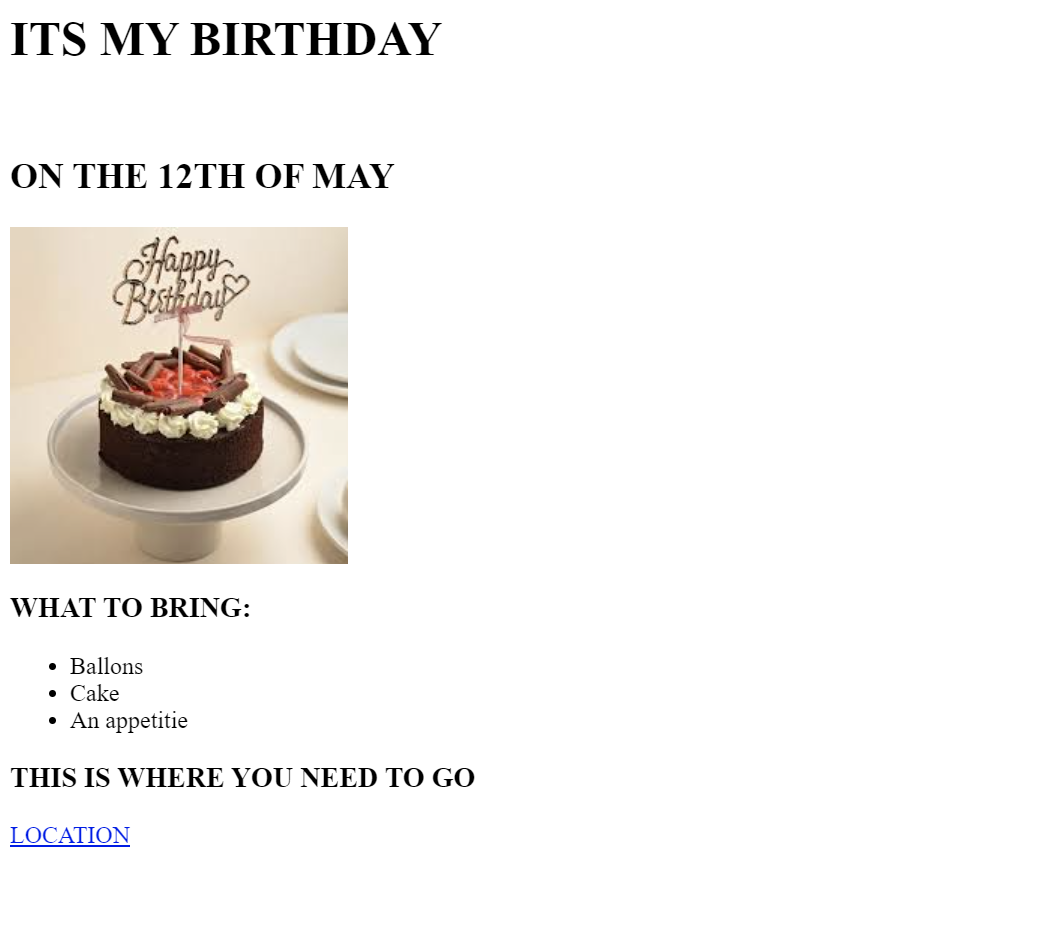 ITS MY BIRTHDAY
ON THE 12TH OF MAY
Happy
Birthday
WHAT TO BRING:
Ballons
Cake
An appetitie
THIS IS WHERE YOU NEED TO GO
LOCATION